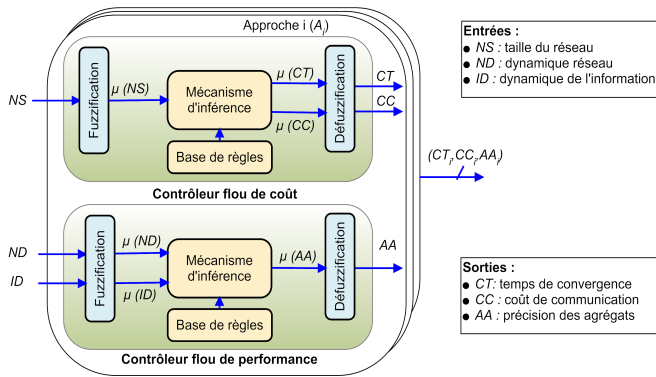 Approche i (Ai)
NS
Fuzzification
μ (NS)
Mécanisme
d'inférence
μ (CT)
μ (CC)
Base de règles
Défuzzification
CT
CC
Contrôleur flou de coût
ND
ID
Fuzzification
μ (ND)
μ (ID)
Mécanisme
d'inférence
μ (AA)
Base de règles
Défuzzification
AA
Contrôleur flou de performance
(CTi,CCi,AAi)
Entrées :
● NS : taille du réseau
● ND : dynamique réseau
● ID : dynamique de l'information
Sorties :
● CT: temps de convergence
● CC : coût de communication
● AA : précision des agrégats